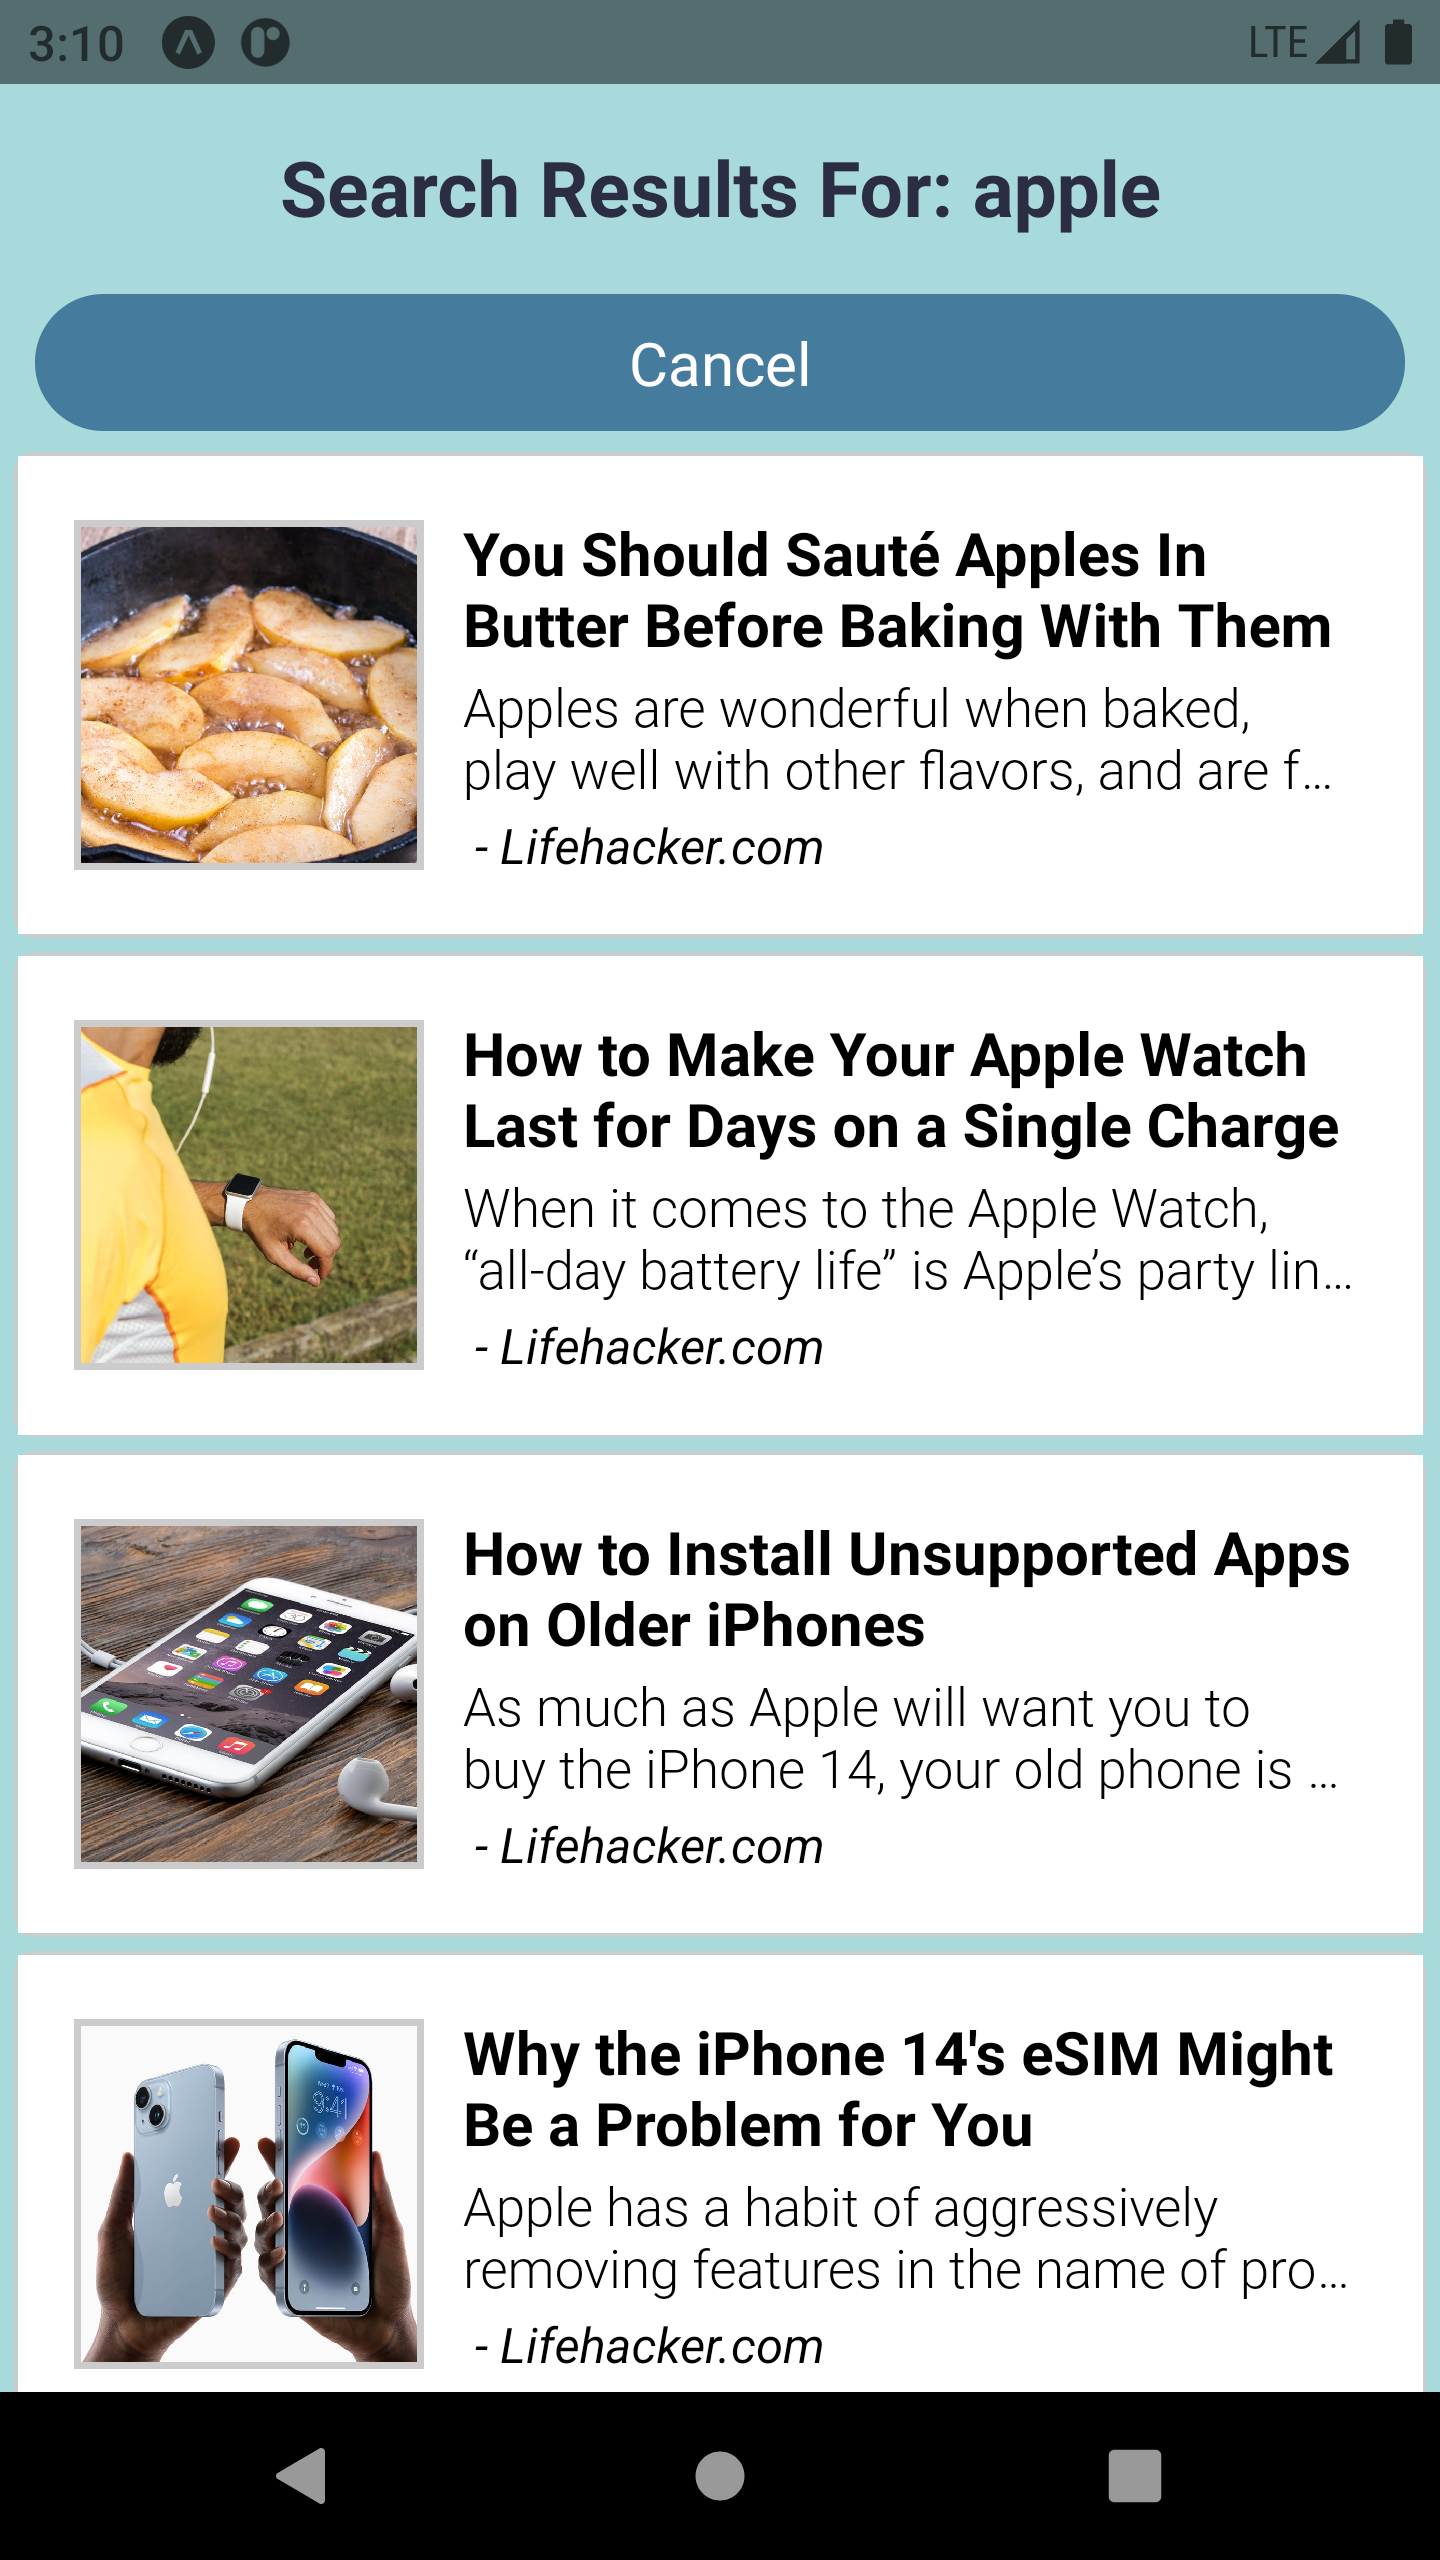 3:10
LTE
Search Results For: apple
Cancel
You Should Sauté Apples In
Butter Before Baking With Them
Apples are wonderful when baked,
play well with other flavors, and are f...
- Lifehacker.com
How to Make Your Apple Watch
Last for Days on a Single Charge
When it comes to the Apple Watch,
“all-day battery life” is Apple’s party lin...
- Lifehacker.com
How to Install Unsupported Apps
on Older iPhones
As much as Apple will want you to
buy the iPhone 14, your old phone is ...
- Lifehacker.com
9:41
Why the iPhone 14's eSIM Might
Be a Problem for You
Apple has a habit of aggressively
removing features in the name of pro...
- Lifehacker.com